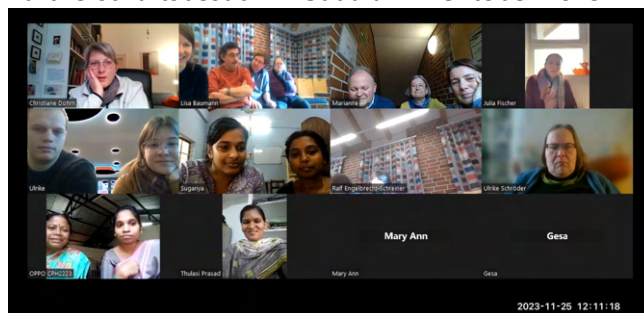 Christiane Dohrn
Lisa Baumann
Marianne
Julia Fischer
Ulrike
Suganya
Ralf Engelbrecht-Schreiner
Ulrike Schröder
OPPO CPH2223
Thulasi Prasad
Mary Ann
Mary Ann
Gesa
Gesa
2023-11-25 12:11:18